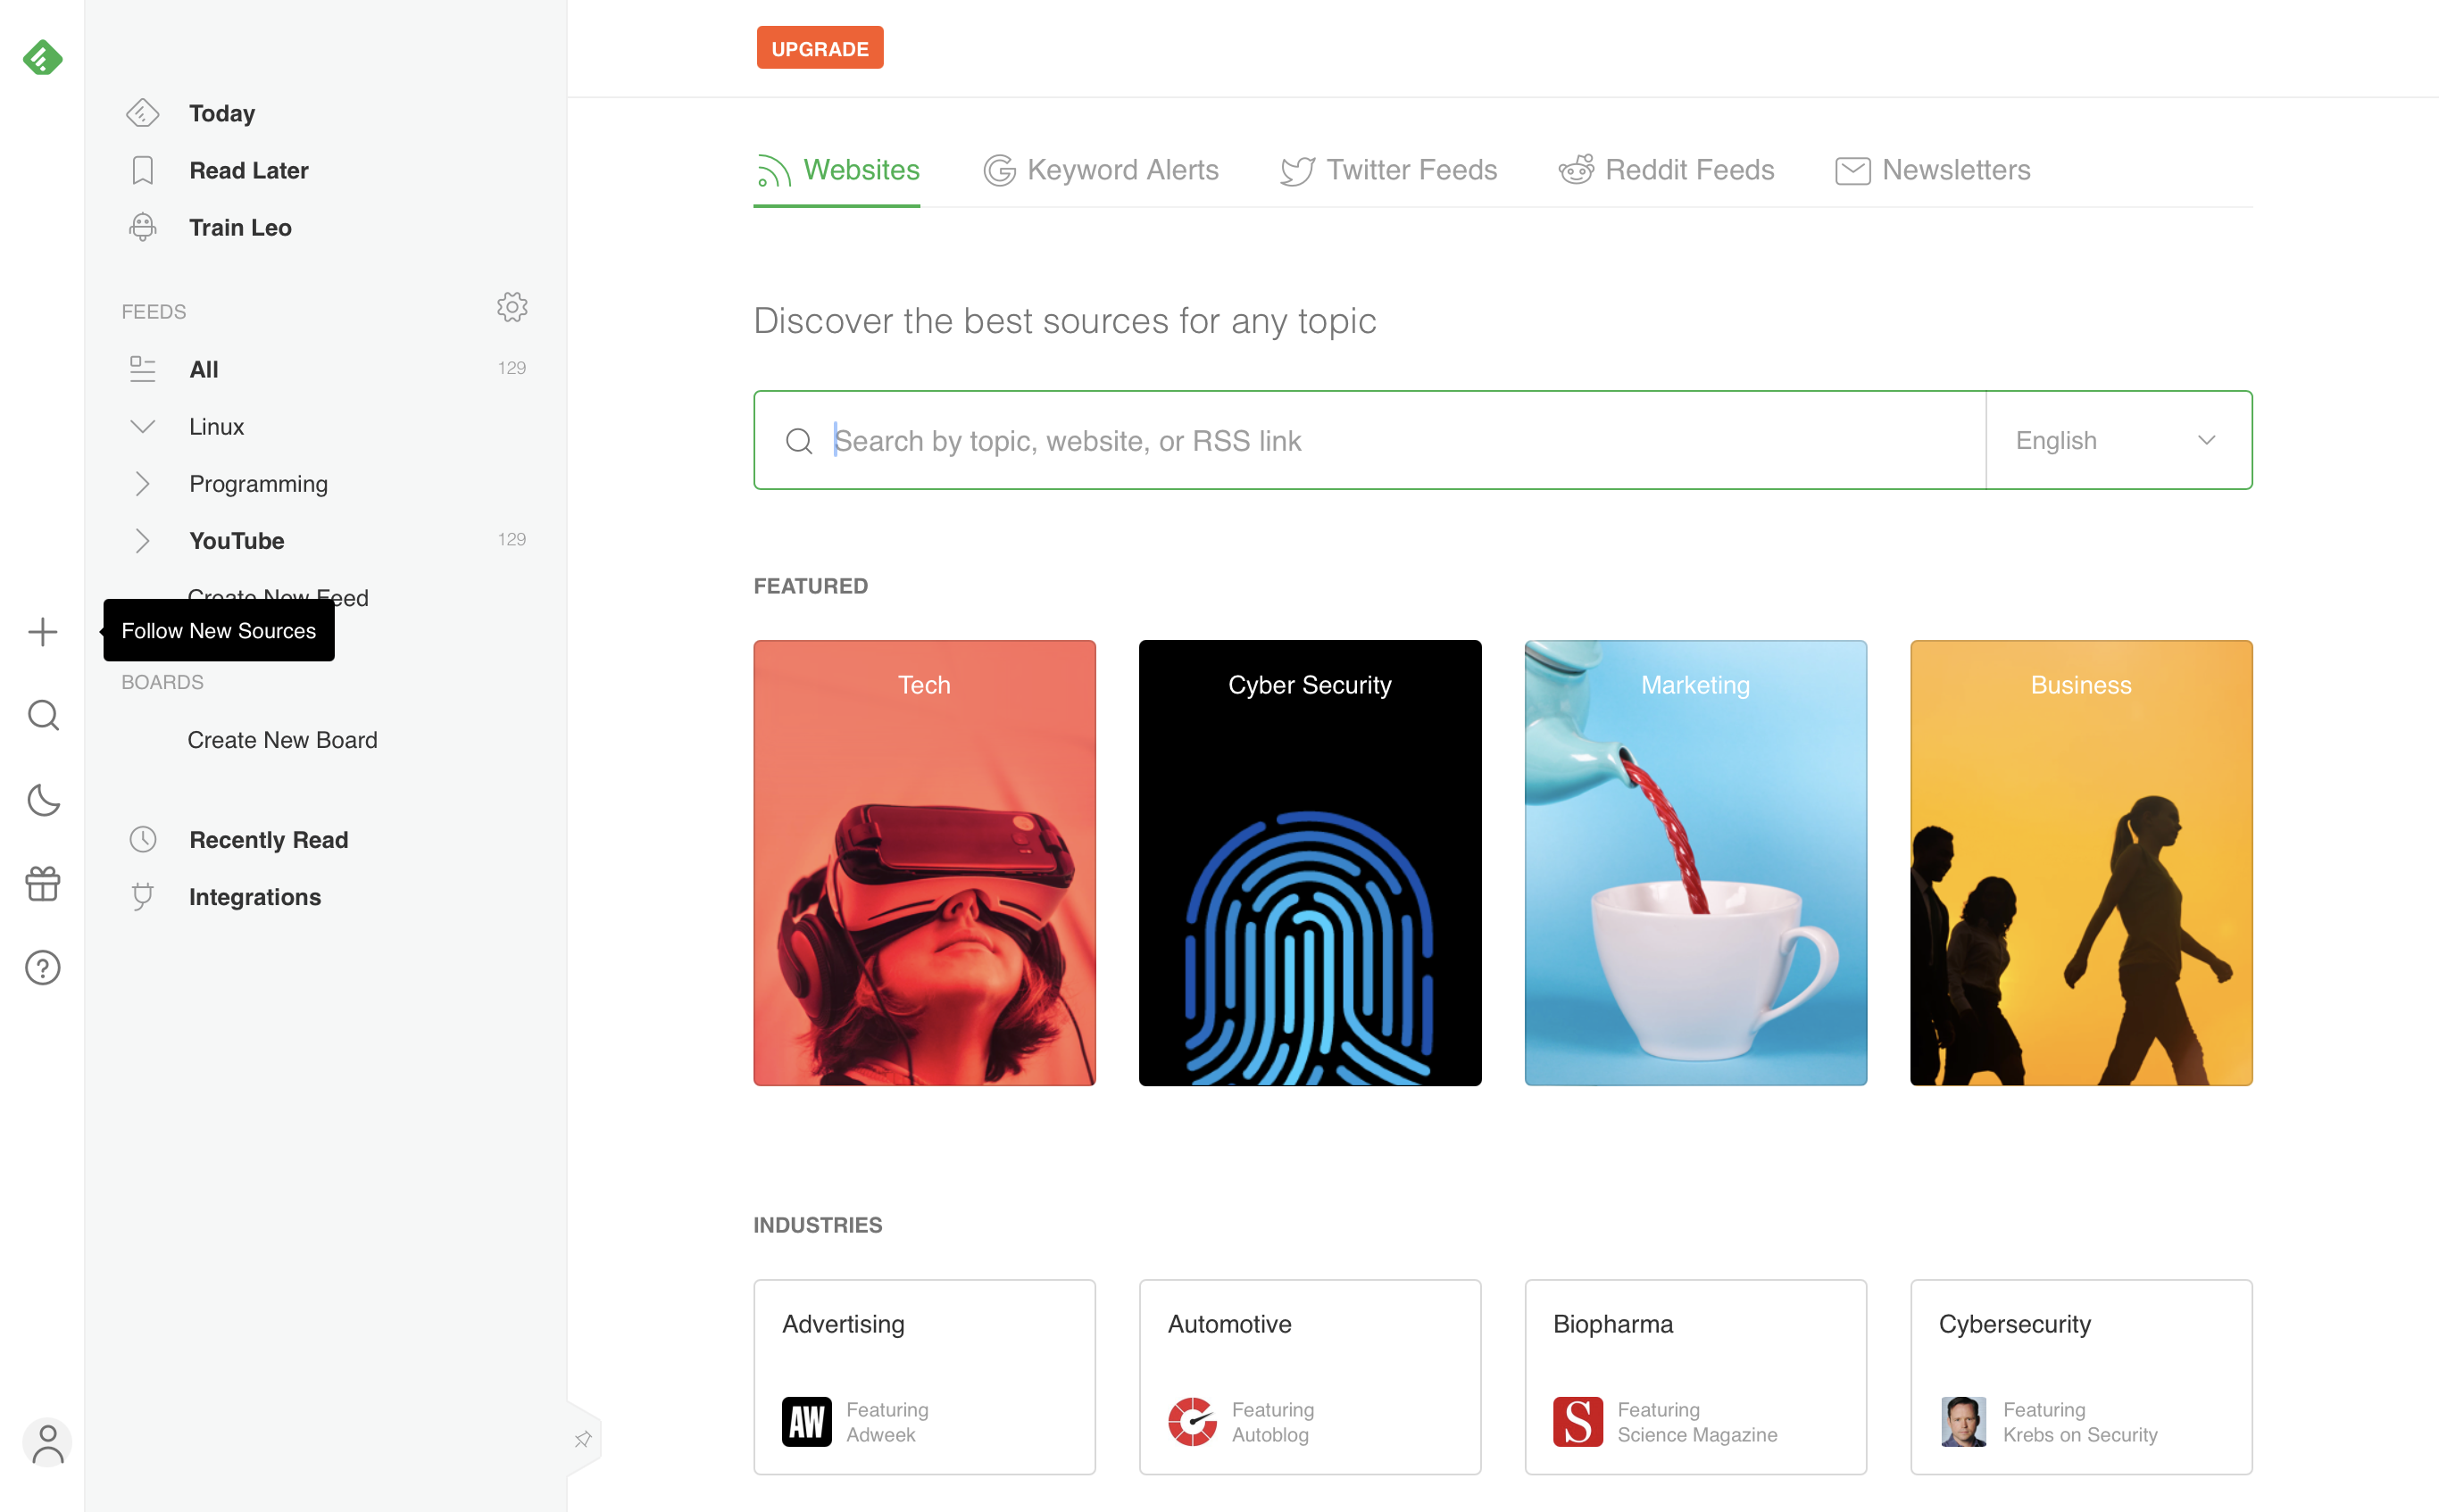 Today
Read Later
Train Leo
FEEDS
All 129
Linux
Programming
YouTube 129
Create New Feed
Follow New Sources
BOARDS
Create New Board
Recently Read
Integrations
UPGRADE
Websites
Keyword Alerts
Twitter Feeds
Reddit Feeds
Newsletters
Discover the best sources for any topic
Search by topic, website, or RSS link
English
FEATURED
Tech
Cyber Security
Marketing
Business
INDUSTRIES
Advertising
AW
Featuring
Adweek
Automotive
Featuring
Autoblog
Biopharma
S
Featuring
Science Magazine
Cybersecurity
Featuring
Krebs on Security